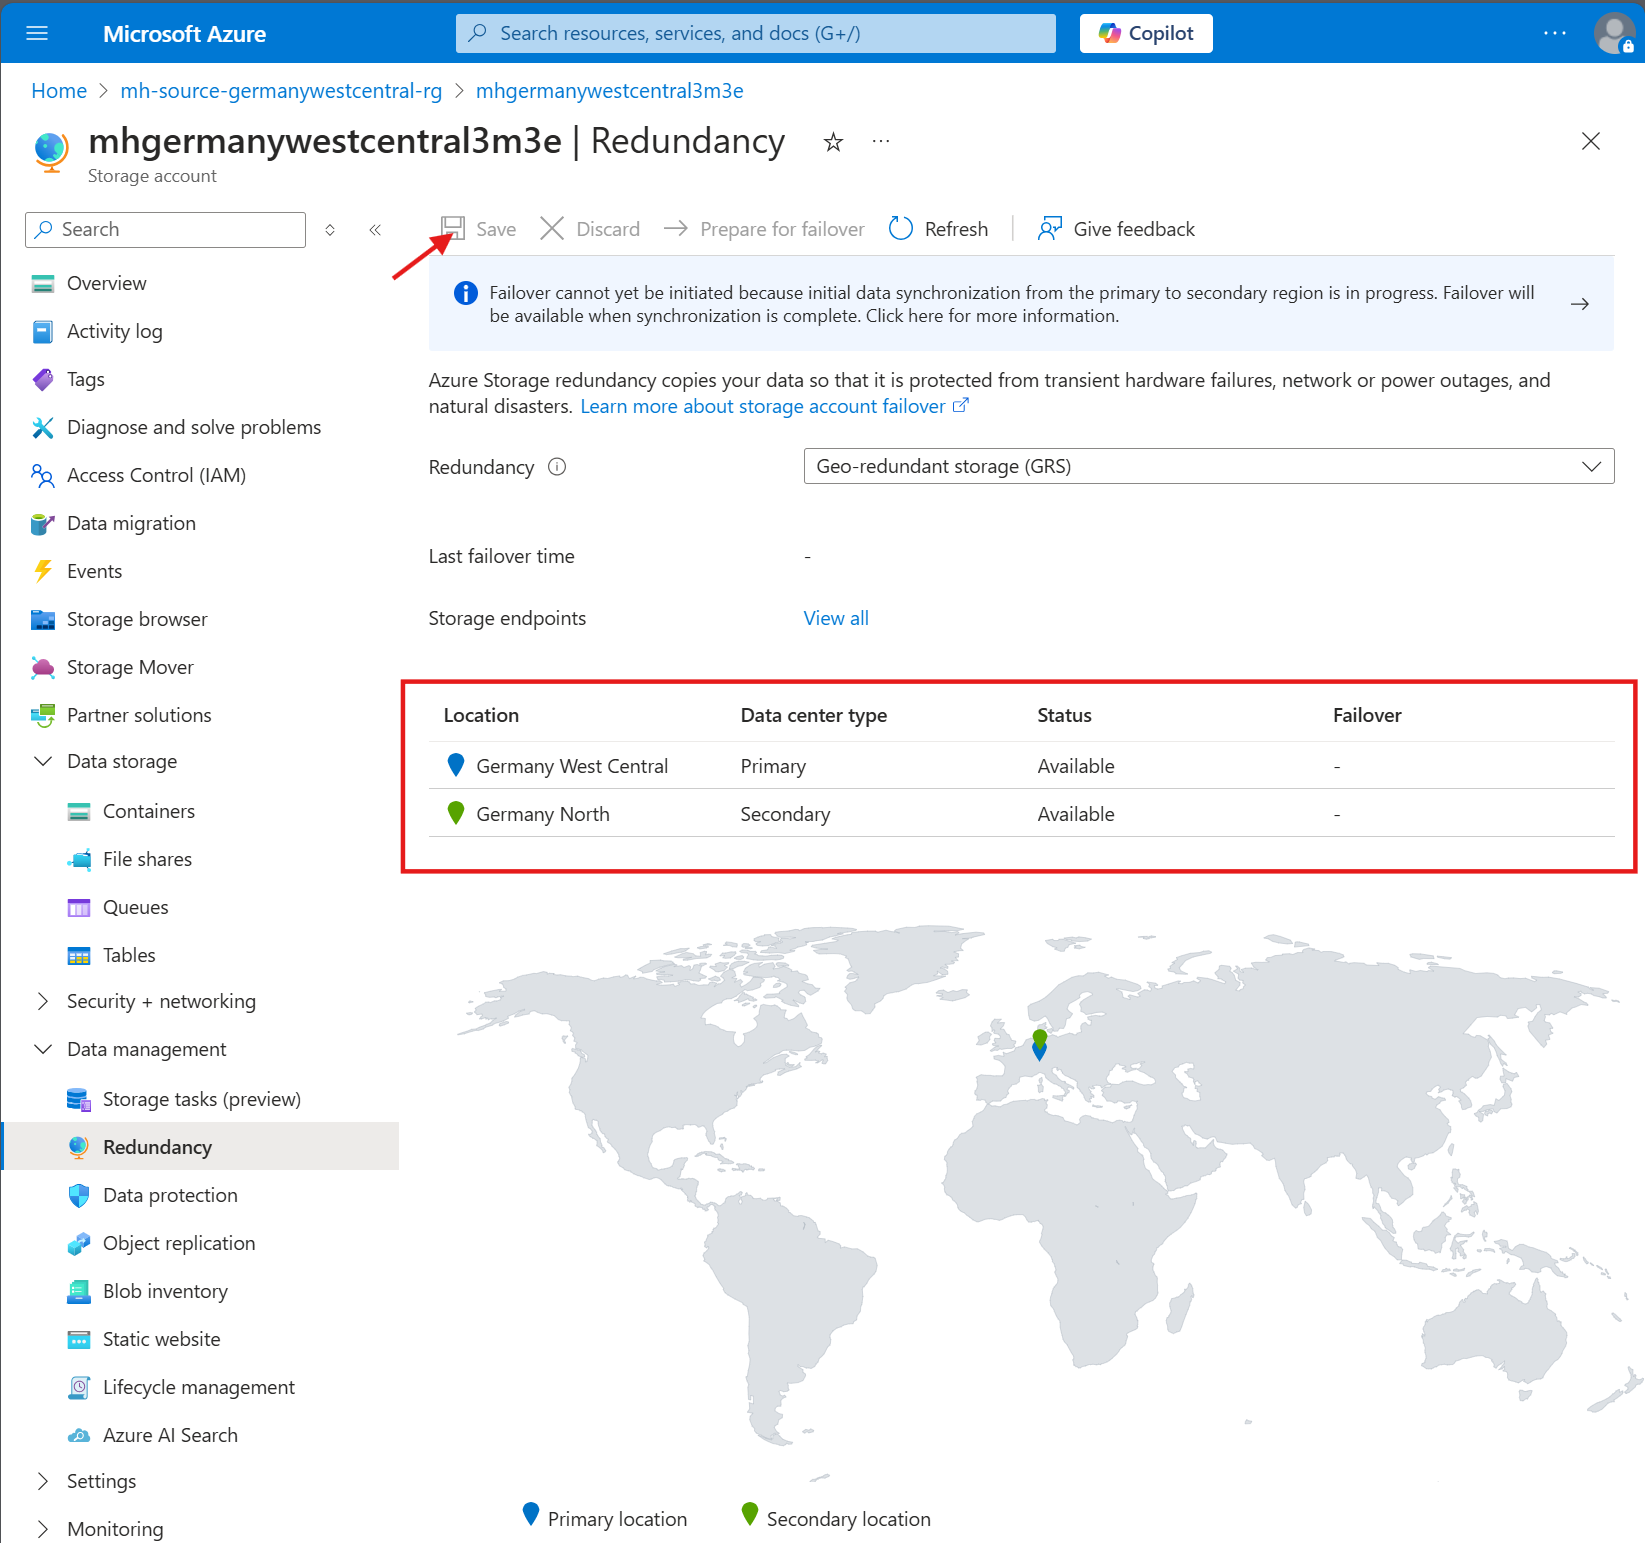 Microsoft Azure
Search resources, services, and docs (G+/)
Copilot
Home > mh-source-germanywestcentral-rg > mhgermanywestcentral3m3e
mhgermanywestcentral3m3e | Redundancy
Storage account
Search
Save
Discard
Prepare for failover
Refresh
Give feedback
Overview
Activity log
Tags
Diagnose and solve problems
Access Control (IAM)
Data migration
Events
Storage browser
Storage Mover
Partner solutions
Data storage
Containers
File shares
Queues
Tables
Security + networking
Data management
Storage tasks (preview)
Redundancy
Data protection
Object replication
Blob inventory
Static website
Lifecycle management
Azure AI Search
Settings
Monitoring
Failover cannot yet be initiated because initial data synchronization from the primary to secondary region is in progress. Failover will
be available when synchronization is complete. Click here for more information.
Azure Storage redundancy copies your data so that it is protected from transient hardware failures, network or power outages, and
natural disasters. Learn more about storage account failover
Redundancy Geo-redundant storage (GRS)
Last failover time -
Storage endpoints View all
Location Data center type Status Failover
Germany West Central Primary Available -
Germany North Secondary Available -
Primary location Secondary location